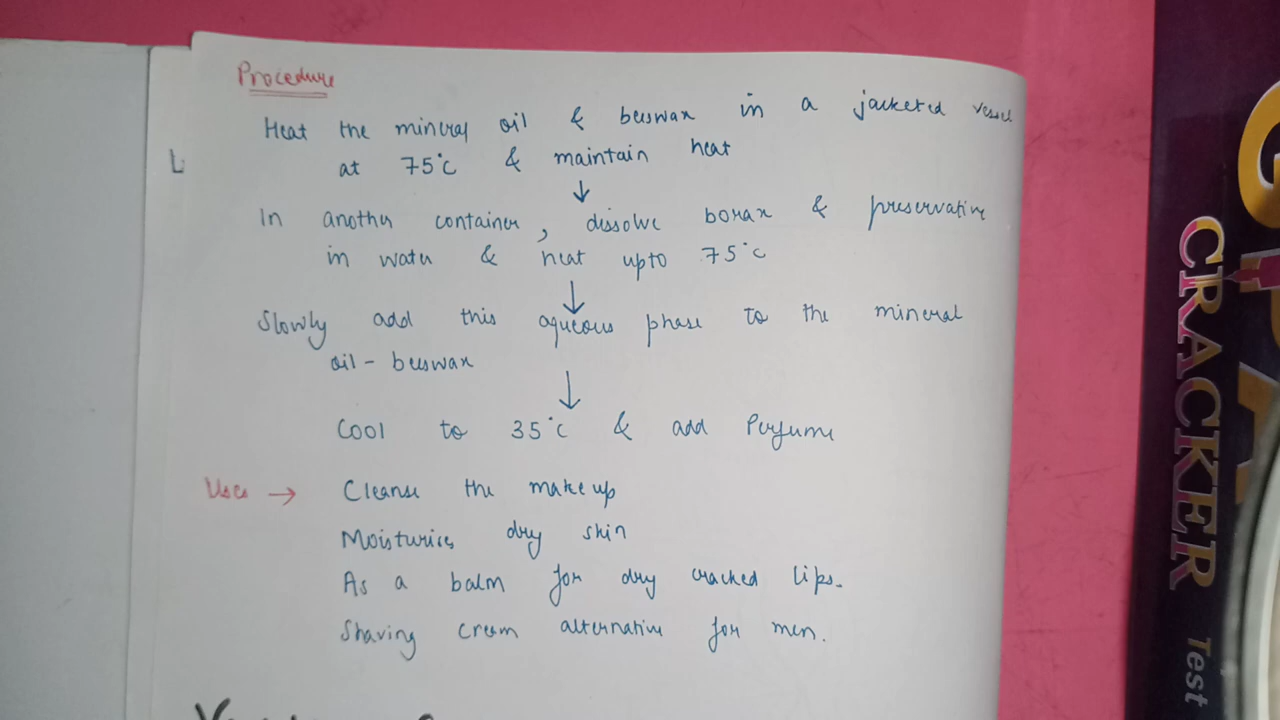 Procedure
Heat the mineral oil & beeswax in a jacketed vessel
at 75°C & maintain heat
↓
In another container, dissolve borax & preservative
in water & heat upto 75°C
↓
Slowly add this aqueous phase to the mineral
oil - beeswax
↓
Cool to 35°C & add Perfume
Uses → Cleanse the makeup
Moisturises dry skin
As a balm for dry cracked lips.
Shaving cream alternative for men.
CRACKER
Test